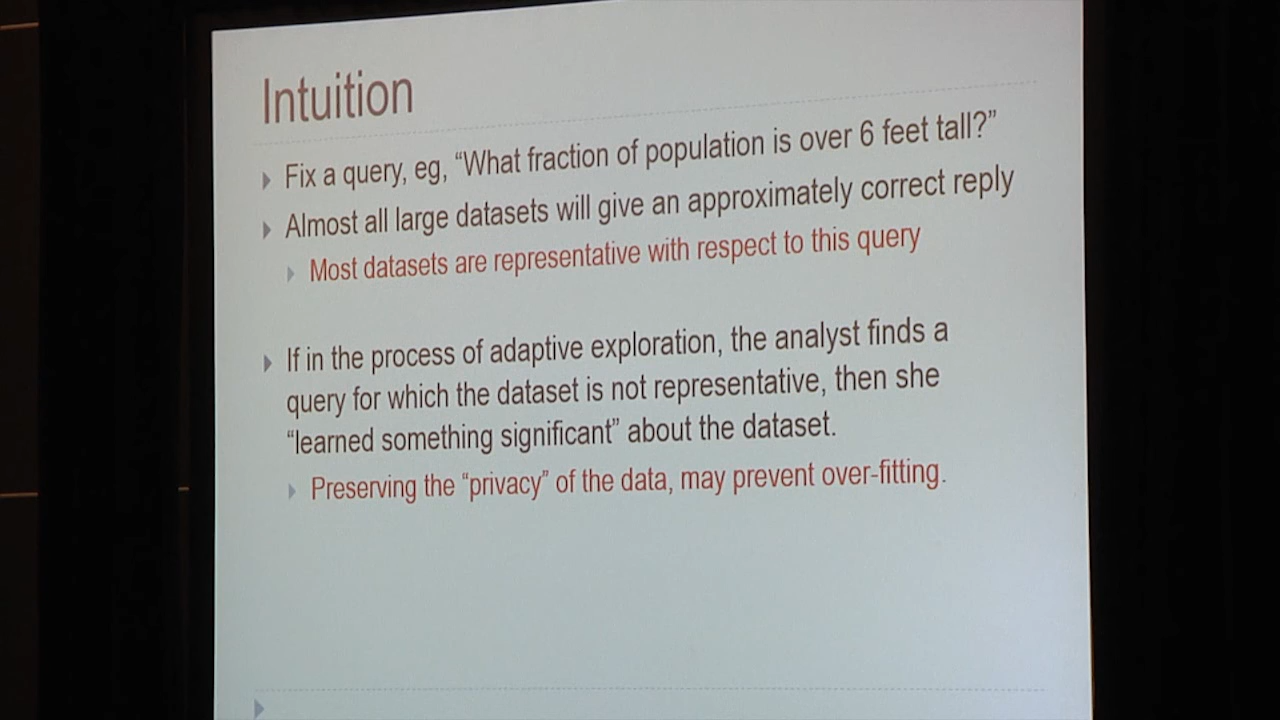 Intuition
Fix a query, eg, “What fraction of population is over 6 feet tall?”
Almost all large datasets will give an approximately correct reply
Most datasets are representative with respect to this query
If in the process of adaptive exploration, the analyst finds a
query for which the dataset is not representative, then she
“learned something significant” about the dataset.
Preserving the “privacy” of the data, may prevent over-fitting.